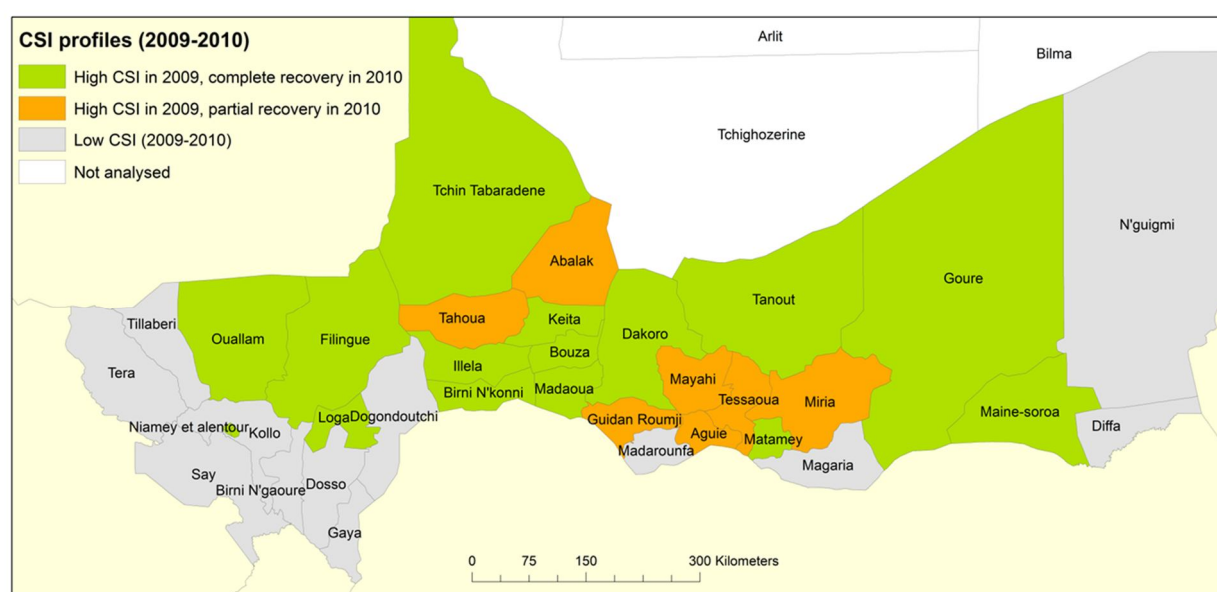 CSI profiles (2009-2010)
High CSI in 2009, complete recovery in 2010
High CSI in 2009, partial recovery in 2010
Low CSI (2009-2010)
Not analysed
Arlit
Bilma
Tchighozerine
Tchin Tabaradene
N'guigmi
Abalak
Goure
Tanout
Tahoua
Keita
Tillaberi
Ouallam
Filingue
Dakoro
Bouza
Illela
Tera
Mayahi
Birni N'konni
Madaoua
Tessaoua
Miria
Maine-soroa
Loga
Dogondoutchi
Guidan Roumji
Niamey et alentour
Kollo
Aguie
Matamey
Diffa
Madarounfa
Magaria
Say
Birni N'gaoure
Dosso
Gaya
0 75 150 300 Kilometers